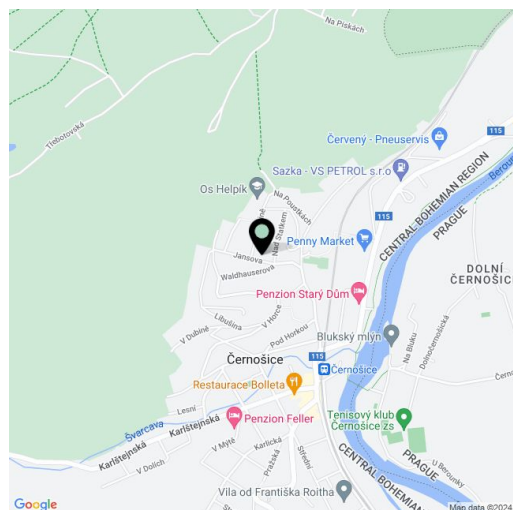 Na Pískách
Třebotovská
115
Červený - Pneuservis
Sazka - VS PETROL s.r.o
CENTRAL BOHEMIAN REGION
PRAGUE
Os Helpík
Na Poustkách
115
Nad Statkem
Penny Market
Jansova
Waldhauserova
DOLNÍ
ČERNOŠICE
Penzion Starý Dům
Libušina
V Horce
Blukský mlýn
V Dubině
Pod Horkou
Na Bluku
Dolnočernošická
Černošice
115
Černošice
Restaurace Bolleta
Lesní
Švarcava
Karlštejnská
Karlštejnská
Penzion Feller
Tenisový klub
Černošice zs
V Mýtě
Karlická
Střední
V Dolích
Pražská
PRAGUE
U Berounky
CENTRAL BOHEMIAN
Vila od Františka Roitha
Google
Map data ©2024